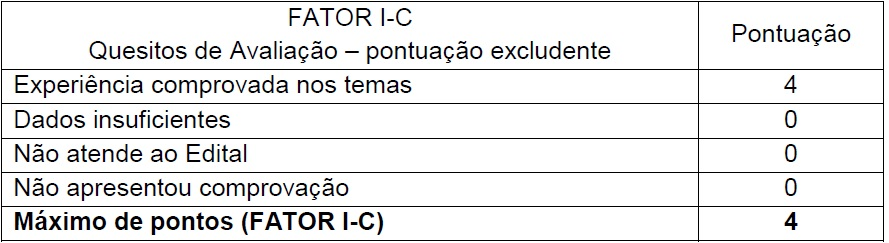 FATOR I-C
Quesitos de Avaliação – pontuação excludente
Pontuação
Experiência comprovada nos temas 4
Dados insuficientes 0
Não atende ao Edital 0
Não apresentou comprovação 0
Máximo de pontos (FATOR I-C) 4